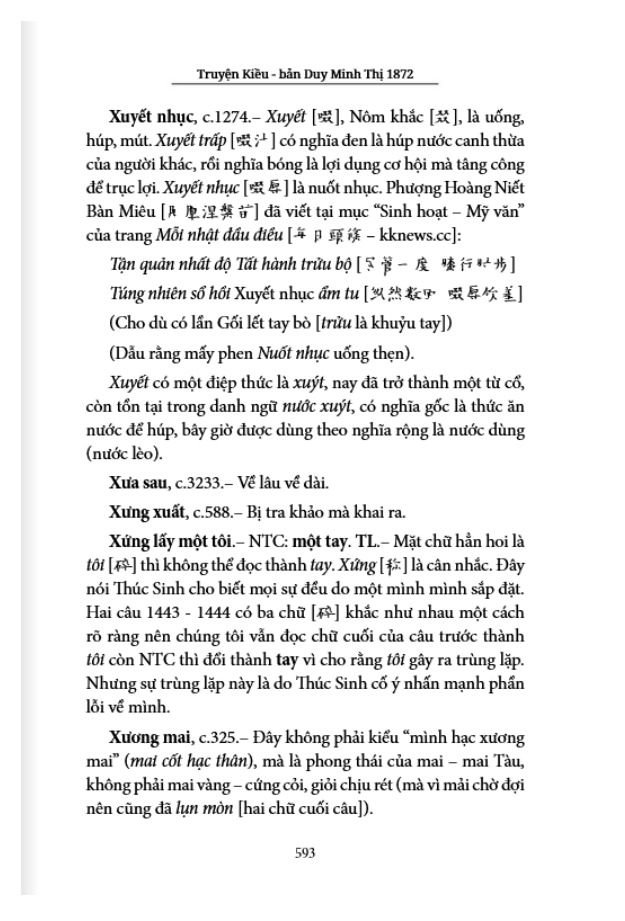 Truyện Kiều - bản Duy Minh Thị 1872
Xuyết nhục, c.1274.– Xuyết [啜], Nôm khắc [叕], là uống,
húp, mút. Xuyết trấp [啜汁] có nghĩa đen là húp nước canh thừa
của người khác, rồi nghĩa bóng là lợi dụng cơ hội mà tâng công
để trục lợi. Xuyết nhục [啜辱] là nuốt nhục. Phượng Hoàng Niết
Bàn Miêu [凰涅槃苗] đã viết tại mục “Sinh hoạt – Mỹ văn”
của trang Mỗi nhật đầu điều [每日頭條 – kknews.cc]:
Tận quản nhất độ Tất hành trửu bộ [尽管一度 膝行肘步]
Túng nhiên sổ hồi Xuyết nhục ẩm tu [纵然数回 啜辱饮羞]
(Cho dù có lần Gối lết tay bò [trửu là khuỷu tay])
(Dẫu rằng mấy phen Nuốt nhục uống thẹn).
Xuyết có một điệp thức là xuýt, nay đã trở thành một từ cổ,
còn tồn tại trong danh ngữ nước xuýt, có nghĩa gốc là thức ăn
nước để húp, bây giờ được dùng theo nghĩa rộng là nước dùng
(nước lèo).
Xưa sau, c.3233.– Về lâu về dài.
Xưng xuất, c.588.– Bị tra khảo mà khai ra.
Xứng lấy một tôi.– NTC: một tay. TL.– Mặt chữ hẳn hoi là
tôi [碎] thì không thể đọc thành tay. Xứng [称] là cân nhắc. Đây
nói Thúc Sinh cho biết mọi sự đều do một mình mình sắp đặt.
Hai câu 1443 - 1444 có ba chữ [碎] khắc như nhau một cách
rõ ràng nên chúng tôi vẫn đọc chữ cuối của câu trước thành
tôi còn NTC thì đổi thành tay vì cho rằng tôi gây ra trùng lặp.
Nhưng sự trùng lặp này là do Thúc Sinh cố ý nhấn mạnh phần
lỗi về mình.
Xương mai, c.325.– Đây không phải kiểu “mình hạc xương
mai” (mai cốt hạc thân), mà là phong thái của mai – mai Tàu,
không phải mai vàng – cứng cỏi, giỏi chịu rét (mà vì mải chờ đợi
nên cũng đã lụn mòn [hai chữ cuối câu]).
593